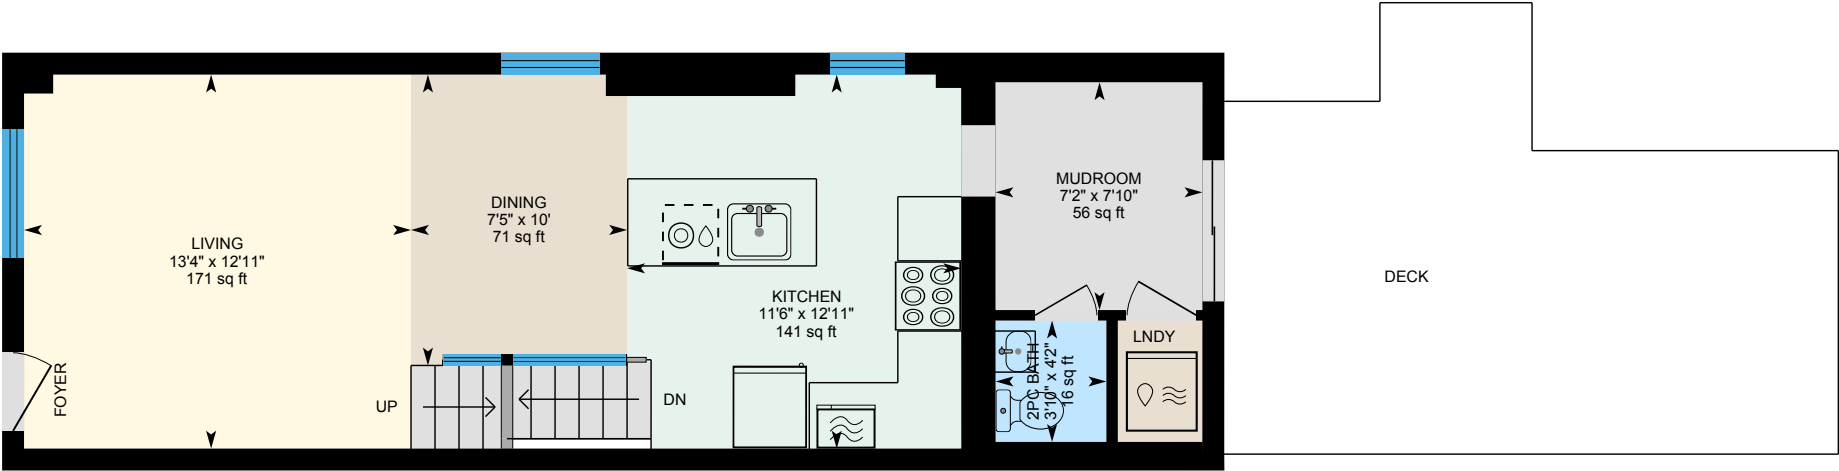 LIVING
13'4" x 12'11"
171 sq ft
FOYER
UP
DINING
7'5" x 10'
71 sq ft
DN
KITCHEN
11'6" x 12'11"
141 sq ft
MUDROOM
7'2" x 7'10"
56 sq ft
2PC BATH
3'10" x 4'2"
16 sq ft
LNDY
DECK